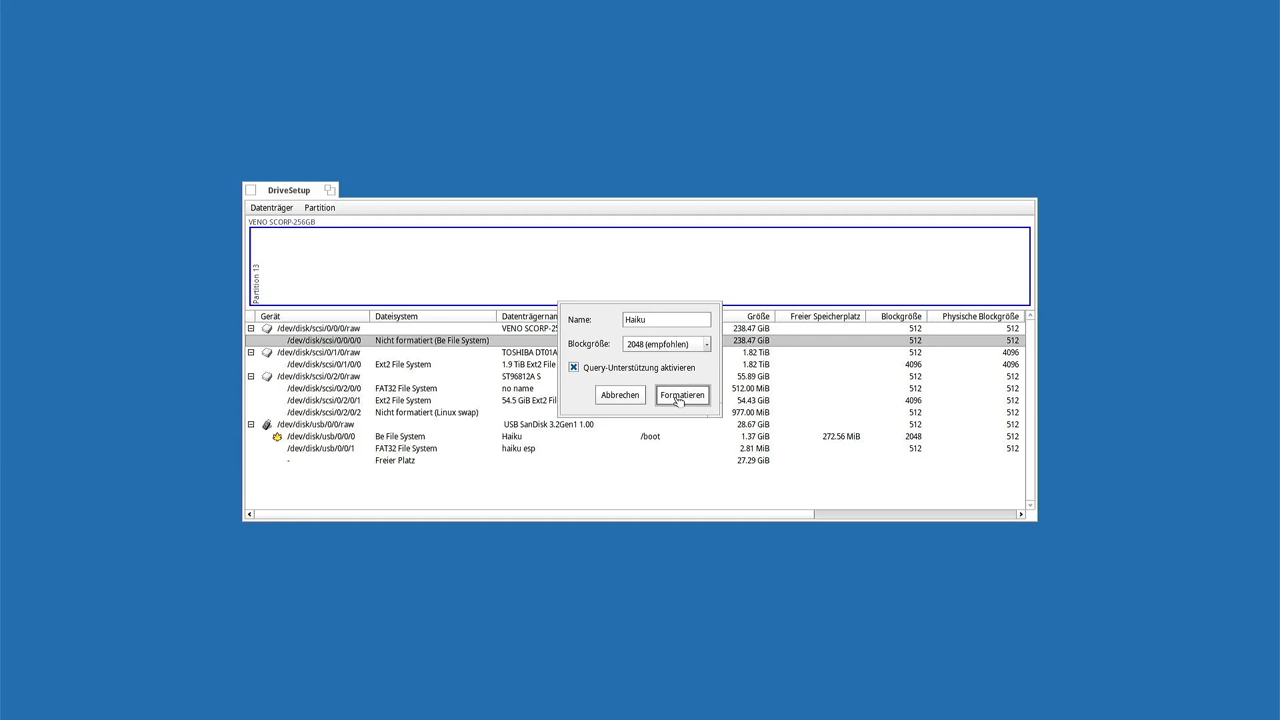 DriveSetup
Datenträger Partition
VENO SCORP-256GB
Partition 13
Gerät Dateisystem Datenträgernan Größe Freier Speicherplatz Blockgröße Physische Blockgröße
/dev/disk/scsi/0/0/0/raw VENO SCORP-25 238.47 GiB 512 512
/dev/disk/scsi/0/0/0/0 Nicht formatiert (Be File System) 238.47 GiB 512 512
/dev/disk/scsi/0/1/0/raw TOSHIBA DT01A 1.82 TiB 512 4096
/dev/disk/scsi/0/1/0/0 Ext2 File System 1.9 TiB Ext2 File 1.82 TiB 4096 4096
/dev/disk/scsi/0/2/0/raw ST96812A S 55.89 GiB 512 512
/dev/disk/scsi/0/2/0/0 FAT32 File System no name 512.00 MiB 512 512
/dev/disk/scsi/0/2/0/1 Ext2 File System 54.5 GiB Ext2 Fil 54.43 GiB 4096 512
/dev/disk/scsi/0/2/0/2 Nicht formatiert (Linux swap) 977.00 MiB 512 512
/dev/disk/usb/0/0/raw USB SanDisk 3.2Gen1 1.00 28.67 GiB 512 512
/dev/disk/usb/0/0/0 Be File System Haiku /boot 1.37 GiB 272.56 MiB 2048 512
/dev/disk/usb/0/0/1 FAT32 File System haiku esp 2.81 MiB 512 512
- Freier Platz 27.29 GiB
Name: Haiku
Blockgröße: 2048 (empfohlen)
Query-Unterstützung aktivieren
Abbrechen Formatieren